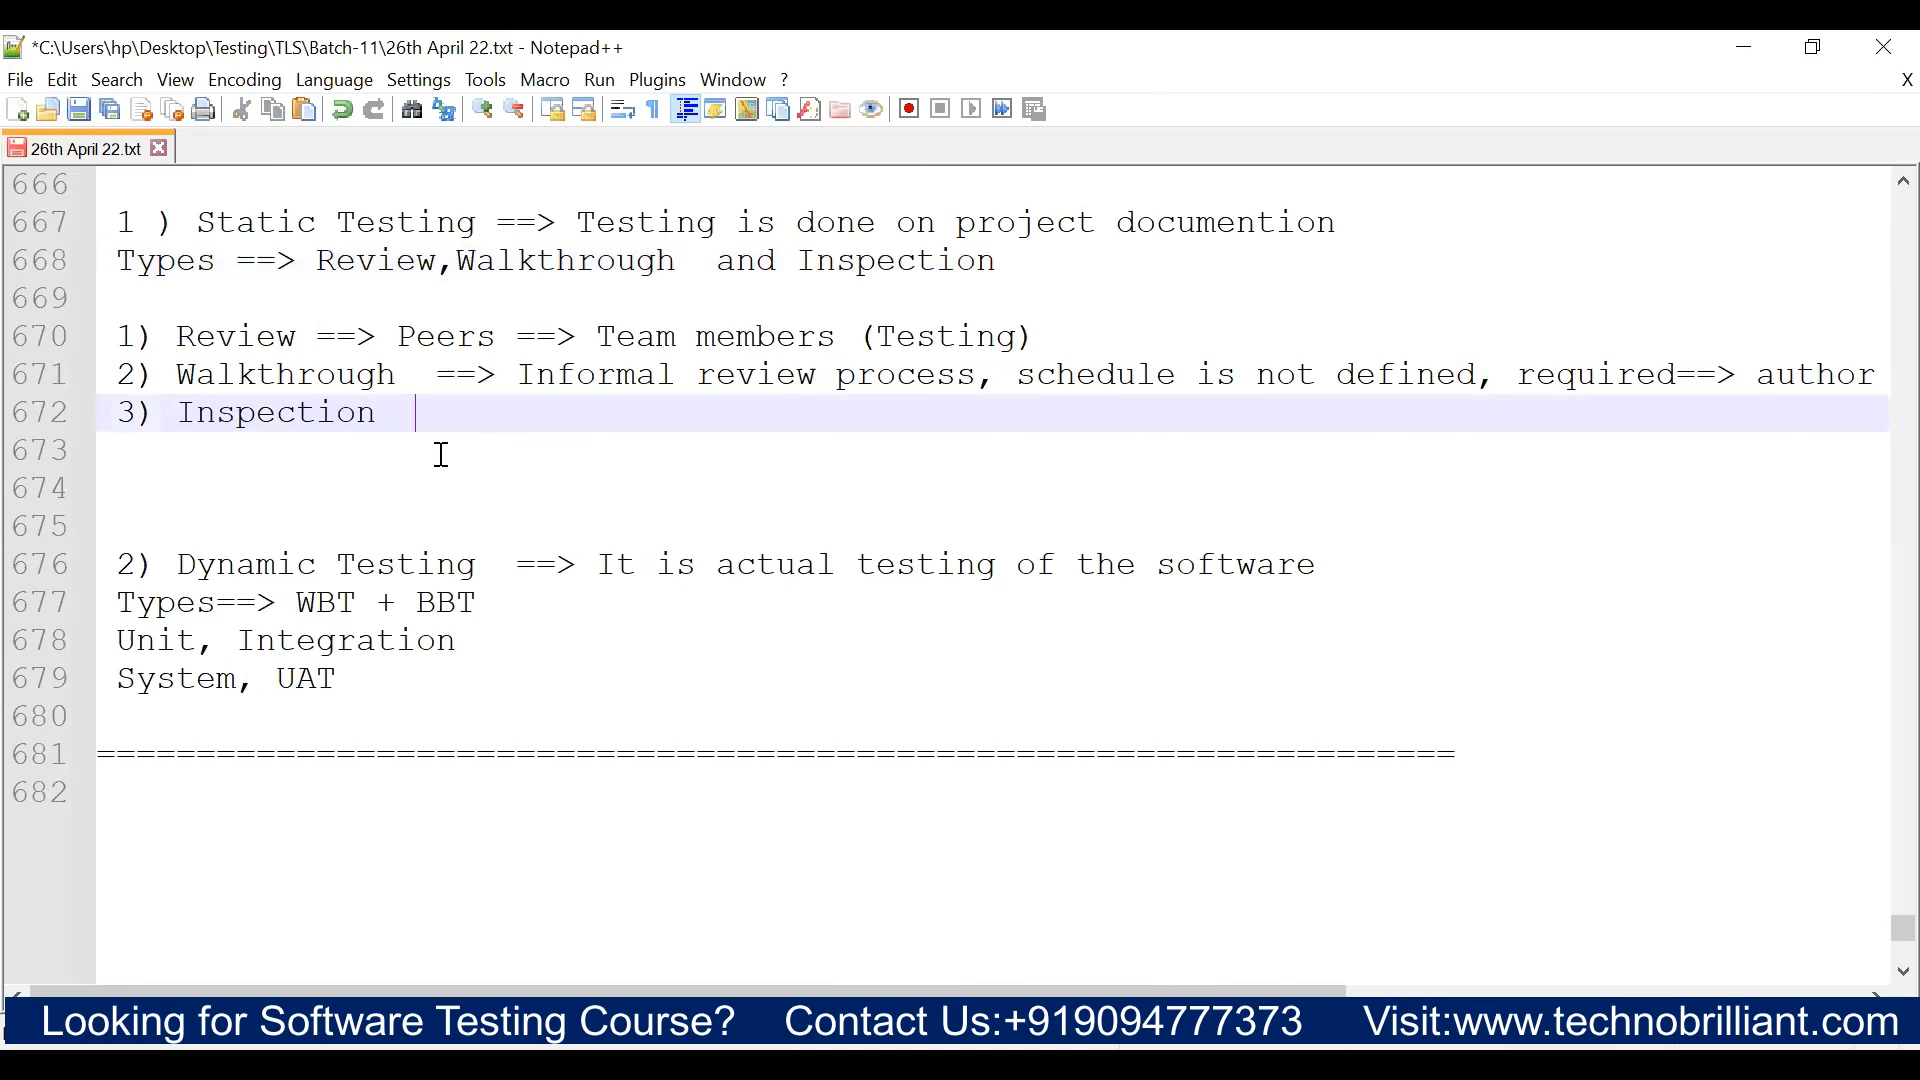 *C:\Users\hp\Desktop\Testing\TLS\Batch-11\26th April 22.txt - Notepad++
File Edit Search View Encoding Language Settings Tools Macro Run Plugins Window ? X
26th April 22.txt
666
667 1 ) Static Testing ==> Testing is done on project documention
668 Types ==> Review,Walkthrough  and Inspection
669
670 1) Review ==> Peers ==> Team members (Testing)
671 2) Walkthrough  ==> Informal review process, schedule is not defined, required==> author
672 3) Inspection
673
674
675
676 2) Dynamic Testing  ==> It is actual testing of the software
677 Types==> WBT + BBT
678 Unit, Integration
679 System, UAT
680
681 ====================================================================
682
Looking for Software Testing Course? Contact Us:+919094777373 Visit:www.technobrilliant.com